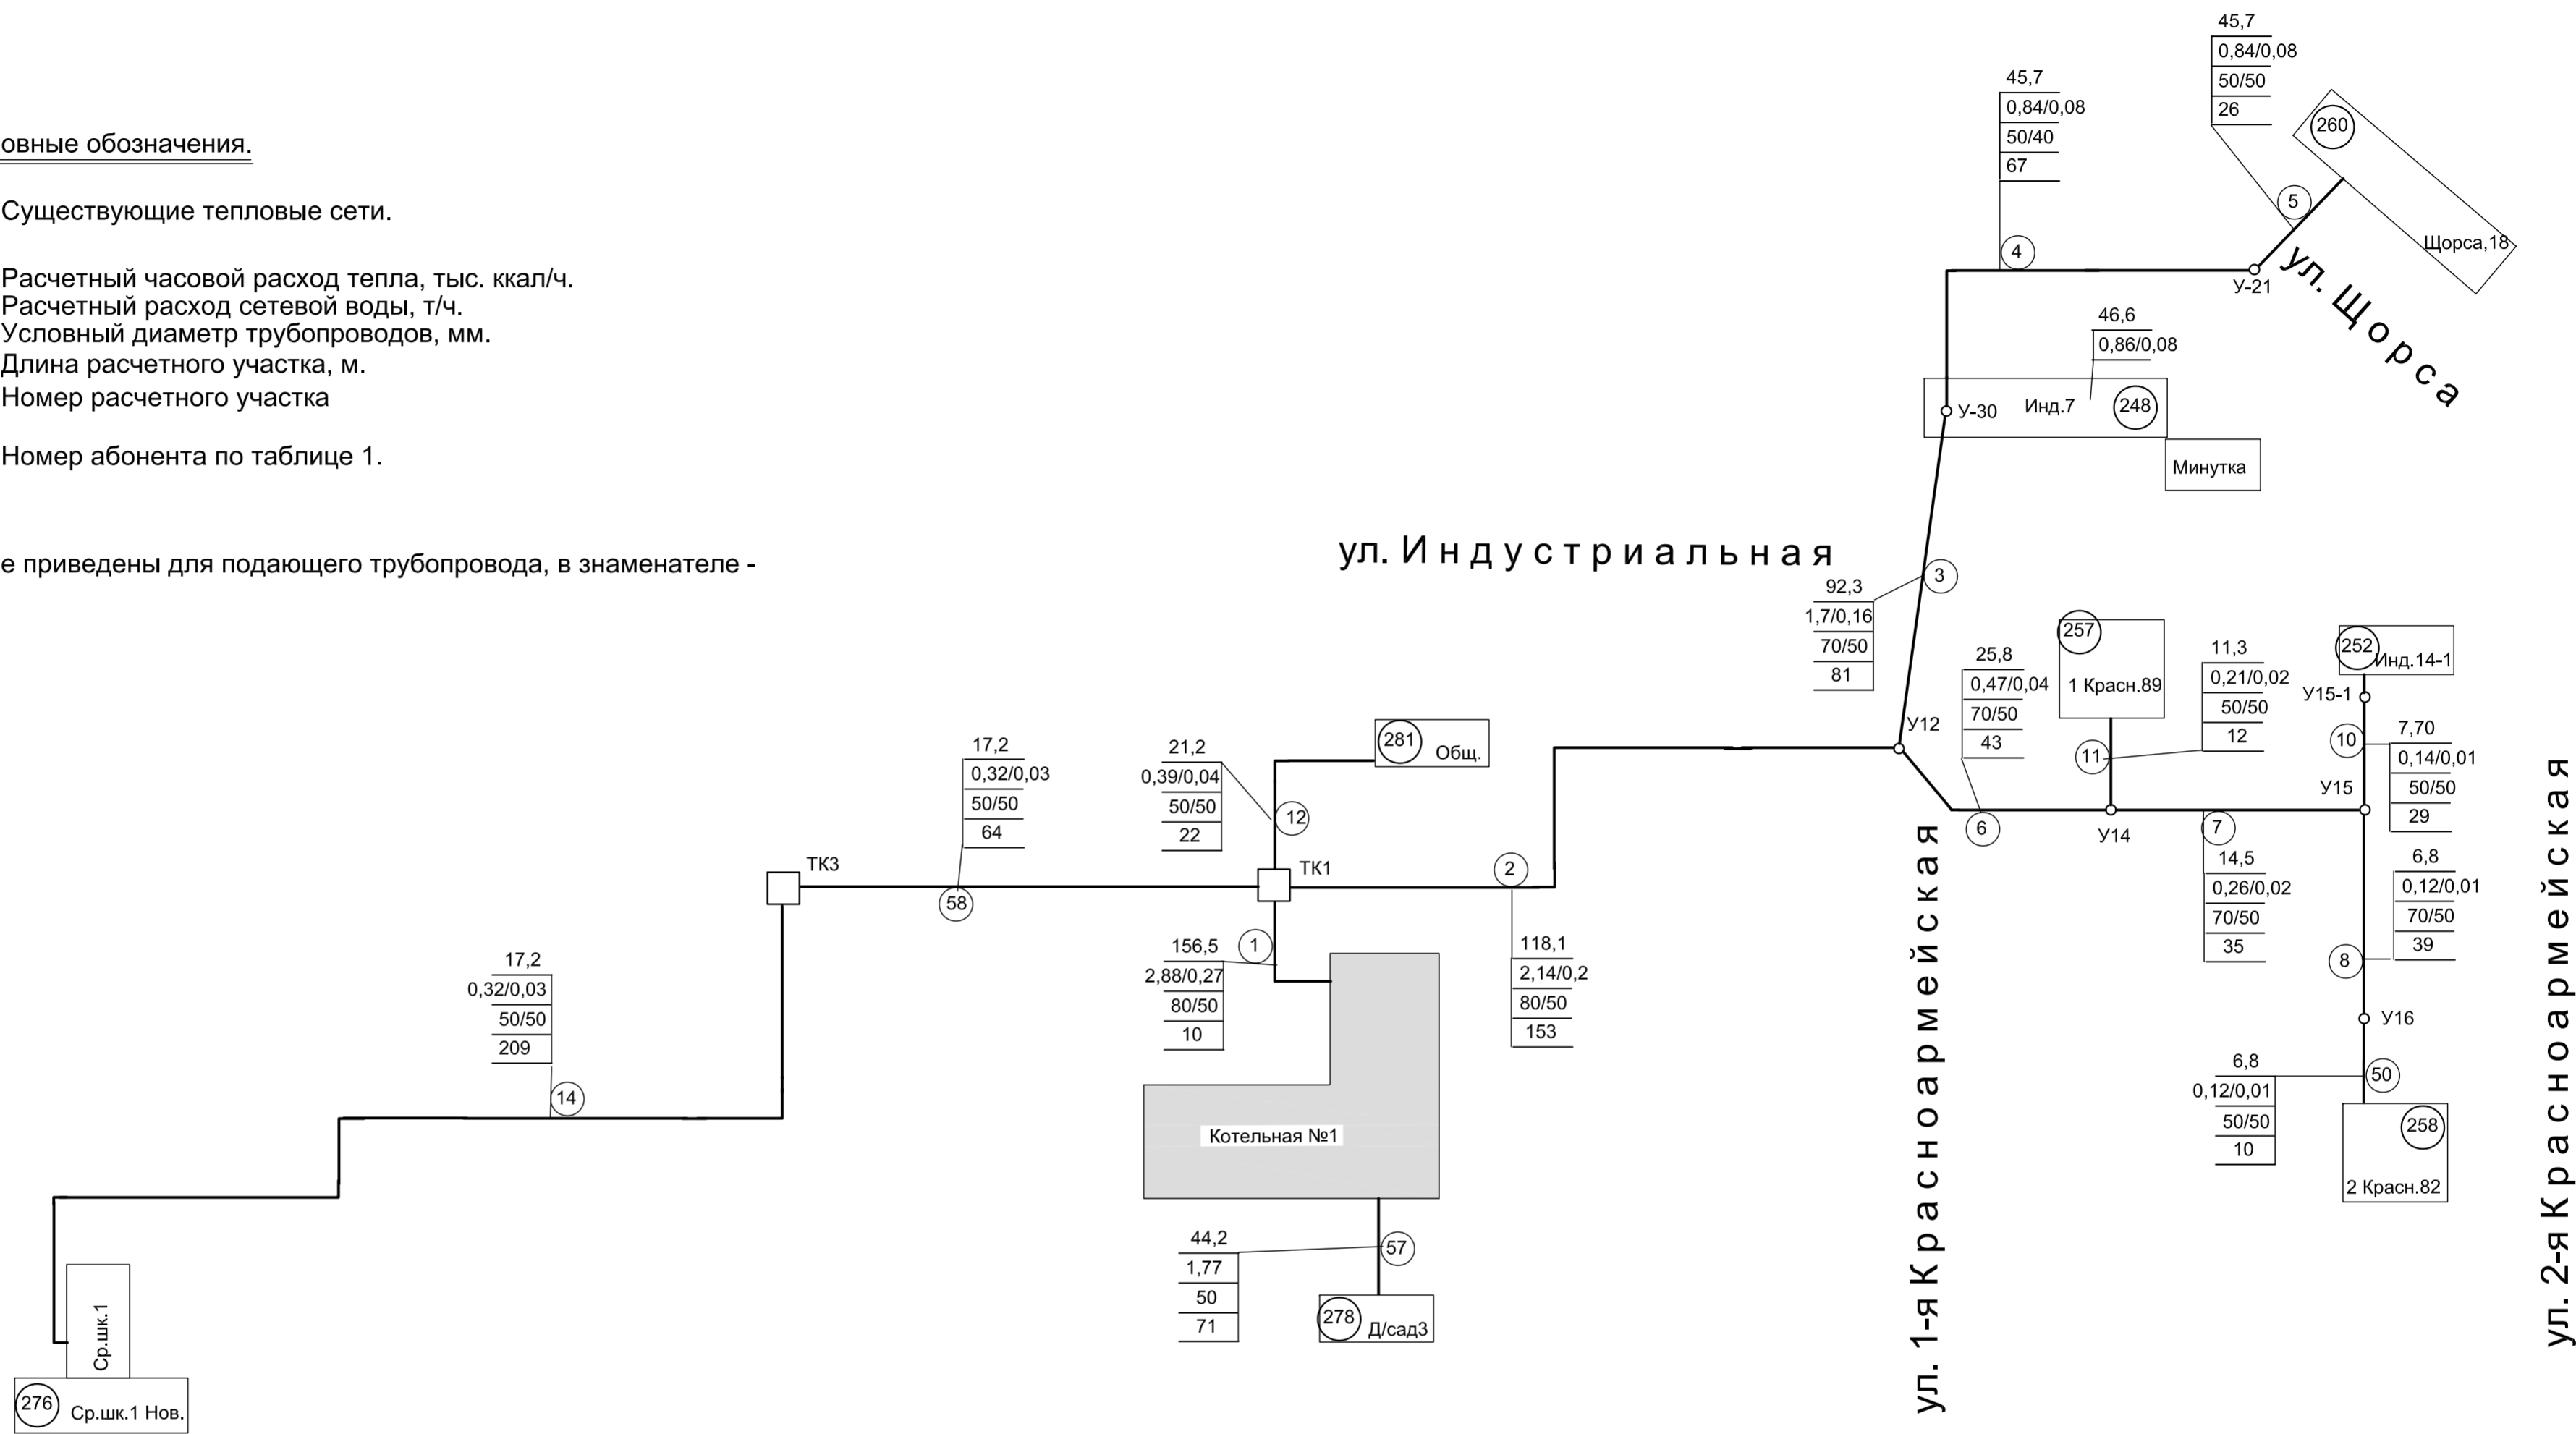 овные обозначения.
Существующие тепловые сети.
Расчетный часовой расход тепла, тыс. ккал/ч.
Расчетный расход сетевой воды, т/ч.
Условный диаметр трубопроводов, мм.
Длина расчетного участка, м.
Номер расчетного участка
Номер абонента по таблице 1.
е приведены для подающего трубопровода, в знаменателе -
45,7
0,84/0,08
50/50
26
5
260
Щорса,18
ул. Щорса
45,7
0,84/0,08
50/40
67
4
У-21
46,6
0,86/0,08
У-30
Инд.7
248
Минутка
ул. Индустриальная
92,3
1,7/0,16
70/50
81
3
У12
25,8
0,47/0,04
70/50
43
6
257
1 Красн.89
11
У14
11,3
0,21/0,02
50/50
12
7
14,5
0,26/0,02
70/50
35
252
Инд.14-1
У15-1
10
7,70
0,14/0,01
50/50
29
У15
6,8
0,12/0,01
70/50
39
8
У16
6,8
0,12/0,01
50/50
10
50
258
2 Красн.82
ул. 1-я Красноармейская
ул. 2-я Красноармейская
17,2
0,32/0,03
50/50
64
58
ТК3
21,2
0,39/0,04
50/50
22
12
281
Общ.
ТК1
2
118,1
2,14/0,2
80/50
153
156,5
2,88/0,27
80/50
10
1
Котельная №1
17,2
0,32/0,03
50/50
209
14
44,2
1,77
50
71
57
278
Д/сад3
Ср.шк.1
276
Ср.шк.1 Нов.